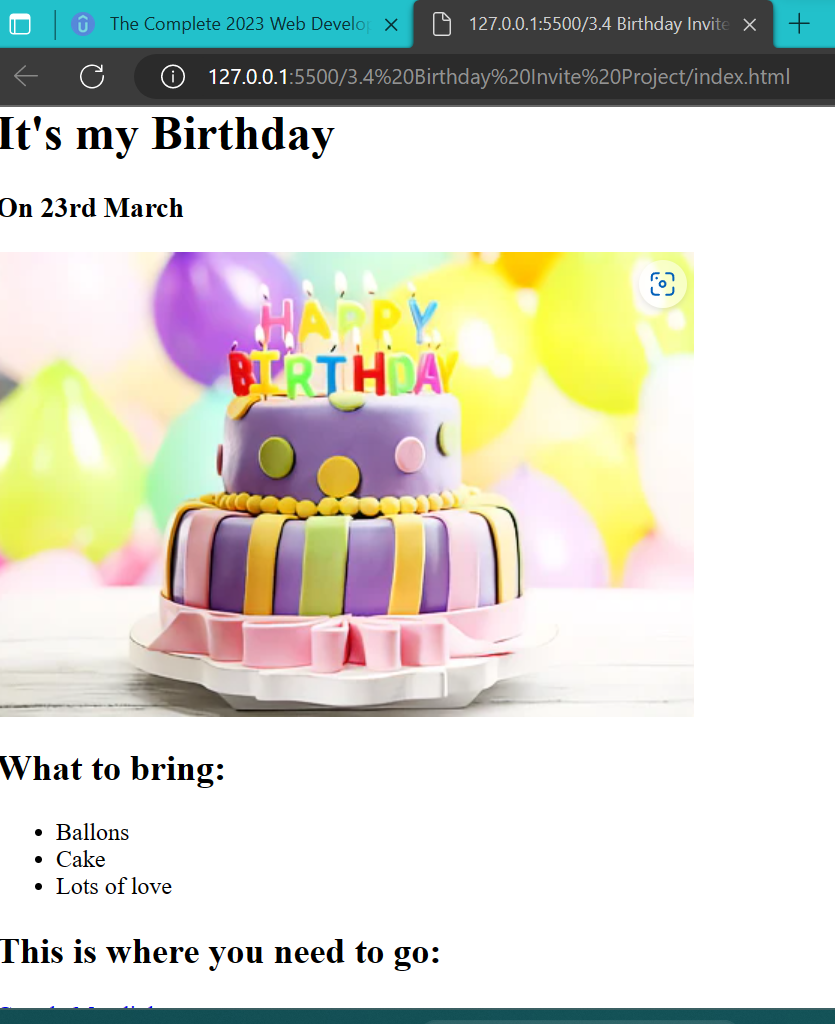 The Complete 2023 Web Develop
127.0.0.1:5500/3.4 Birthday Invite
127.0.0.1:5500/3.4%20Birthday%20Invite%20Project/index.html
It's my Birthday
On 23rd March
HAPPY
BIRTHDAY
What to bring:
Ballons
Cake
Lots of love
This is where you need to go: